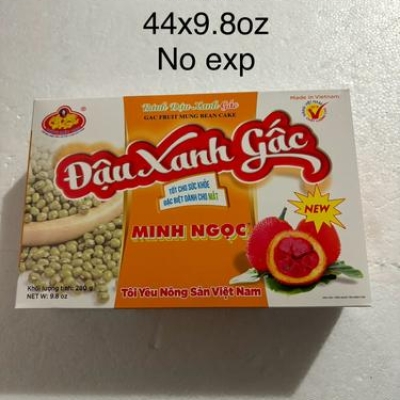 44x9.8oz
No exp
Bánh Đậu Xanh Gấc
GAC FRUIT MUNG BEAN CAKE
Made in Vietnam
Đậu Xanh Gấc
TỐT CHO SỨC KHỎE
ĐẶC BIỆT DÀNH CHO MẮT
MINH NGỌC
NEW
Khối lượng tịnh: 280 g
NET W: 9.8 oz
Tôi Yêu Nông Sản Việt Nam